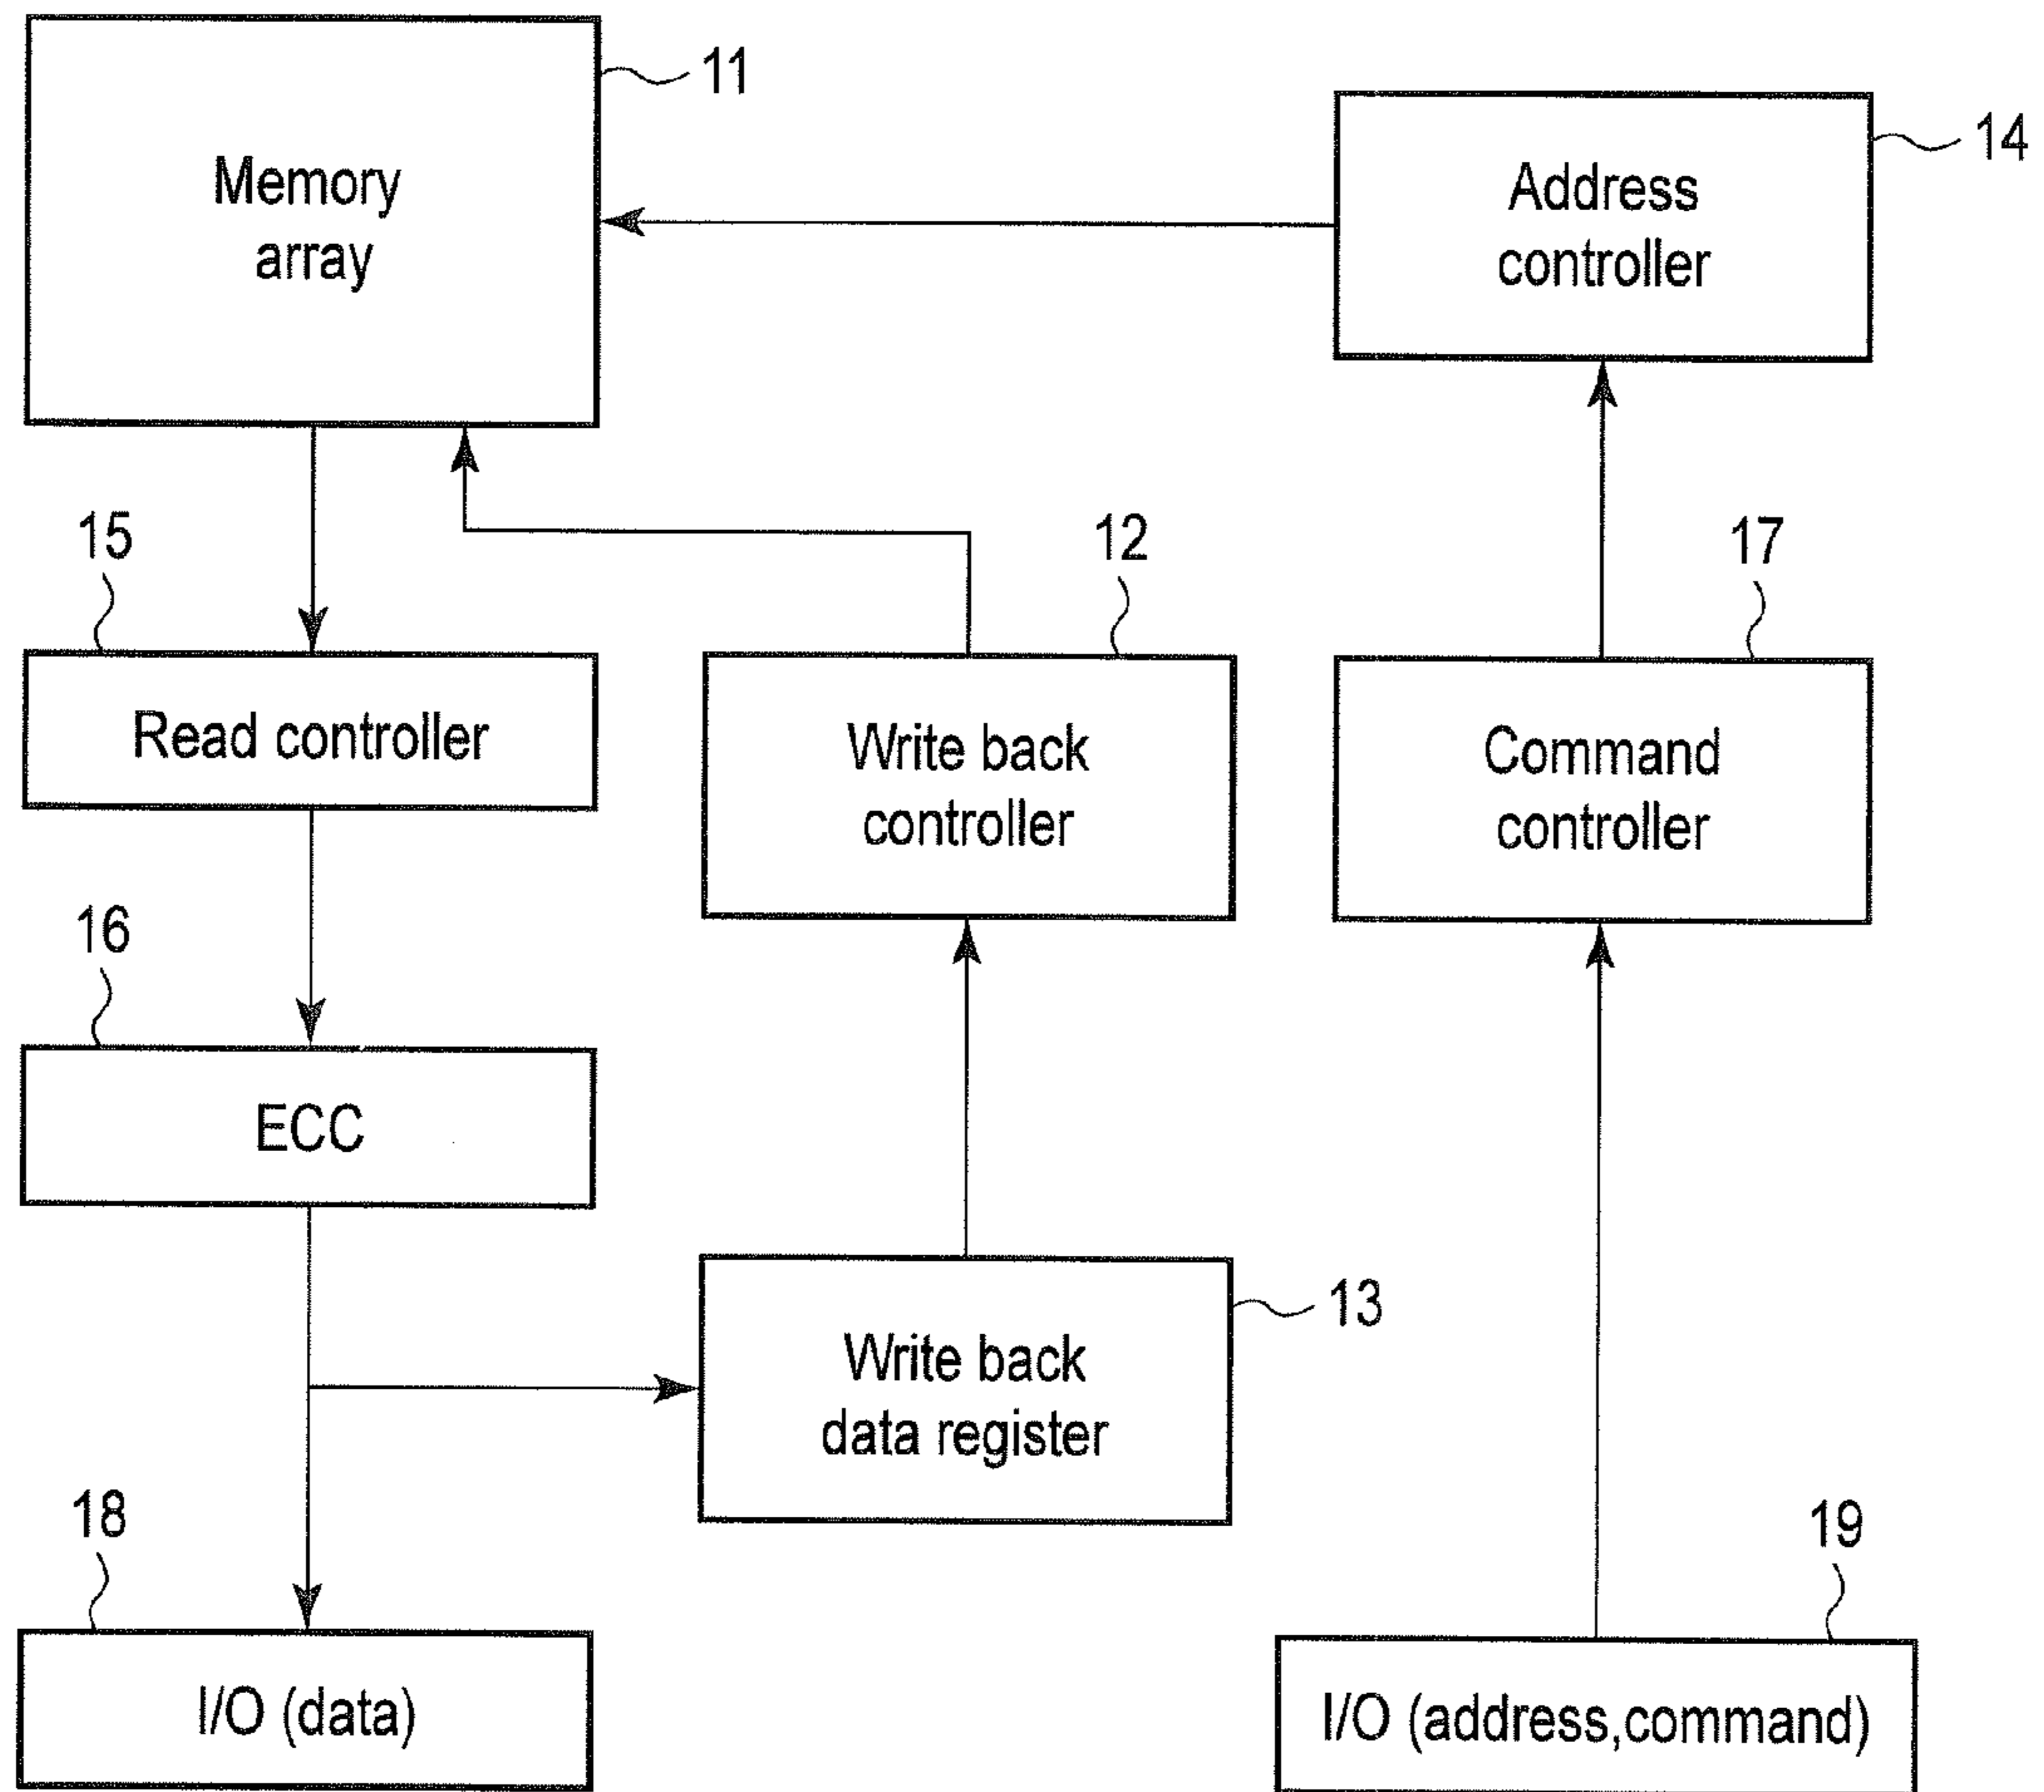 11
Memory
array
14
Address
controller
15
Read controller
12
Write back
controller
17
Command
controller
16
ECC
13
Write back
data register
18
I/O (data)
19
I/O (address,command)